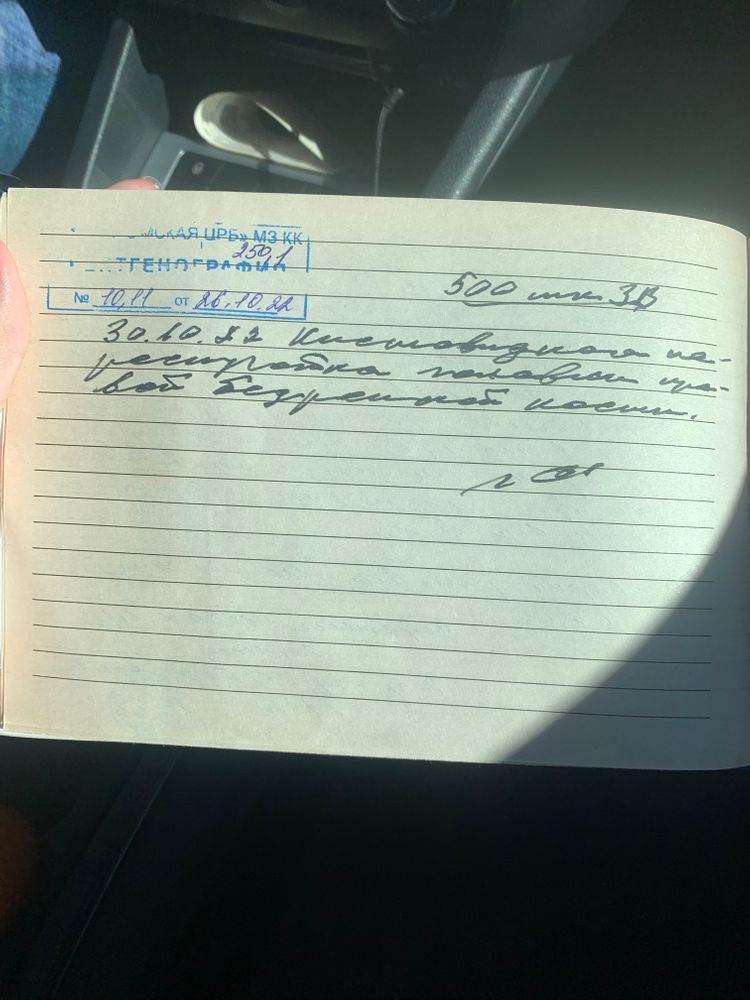 СКАЯ ЦРБ» МЗ КК
250,1
ТГЕНОГРАФИЯ
500 мк ЗВ
№ 10,11 от 26.10.22
30.10.22 Кистовидная пе-
рестройка головки пра-
вой бедренной кости.